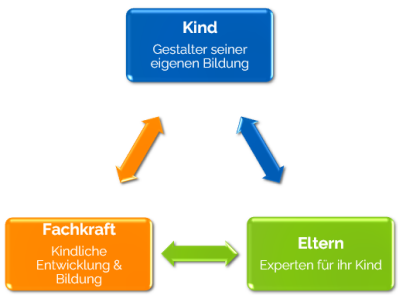 Kind
Gestalter seiner
eigenen Bildung
Fachkraft
Kindliche
Entwicklung &
Bildung
Eltern
Experten für ihr Kind